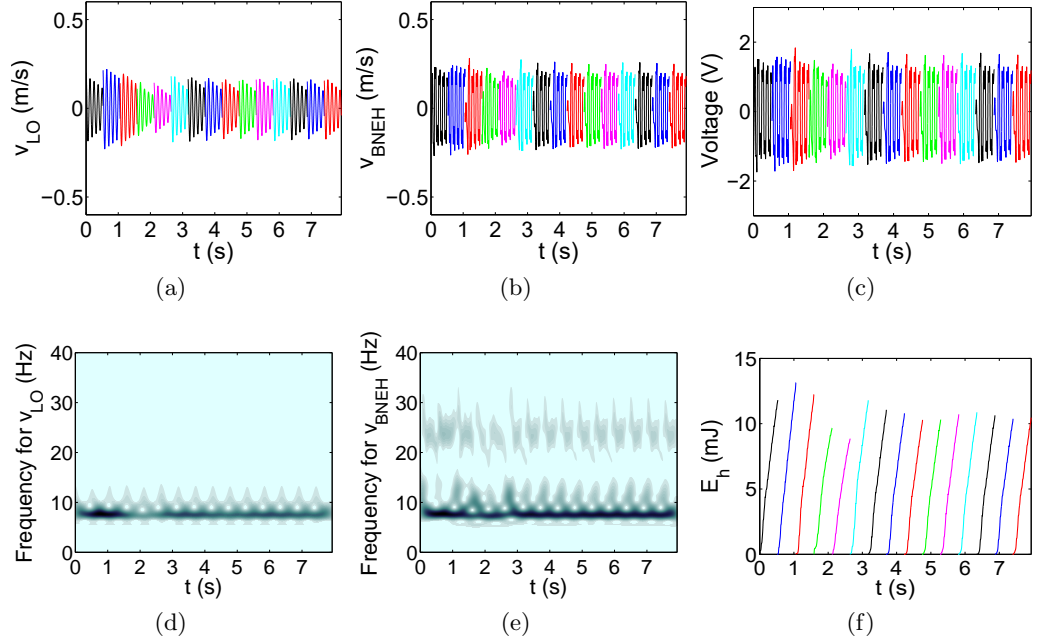 0.5
0
−0.5
v_LO (m/s)
0 1 2 3 4 5 6 7
t (s)
(a)
0.5
0
−0.5
v_BNEH (m/s)
0 1 2 3 4 5 6 7
t (s)
(b)
2
0
−2
Voltage (V)
0 1 2 3 4 5 6 7
t (s)
(c)
40
30
20
10
0
Frequency for v_LO (Hz)
0 1 2 3 4 5 6 7
t (s)
(d)
40
30
20
10
0
Frequency for v_BNEH (Hz)
0 1 2 3 4 5 6 7
t (s)
(e)
15
10
5
0
E_h (mJ)
0 1 2 3 4 5 6 7
t (s)
(f)